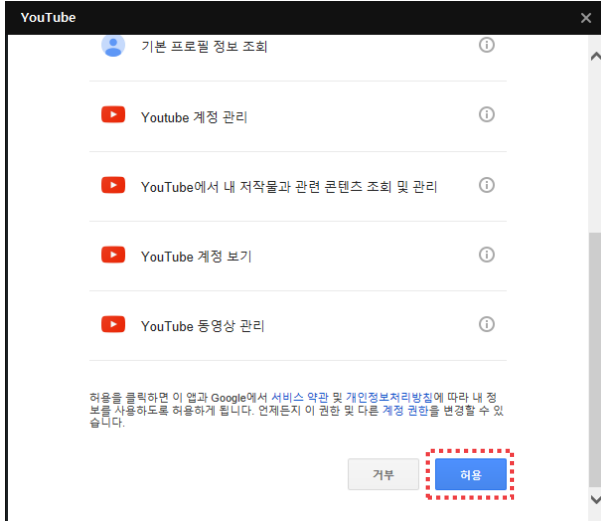 YouTube
기본 프로필 정보 조회
Youtube 계정 관리
YouTube에서 내 저작물과 관련 콘텐츠 조회 및 관리
YouTube 계정 보기
YouTube 동영상 관리
허용을 클릭하면 이 앱과 Google에서 서비스 약관 및 개인정보처리방침에 따라 내 정
보를 사용하도록 허용하게 됩니다. 언제든지 이 권한 및 다른 계정 권한을 변경할 수 있
습니다.
거부 허용